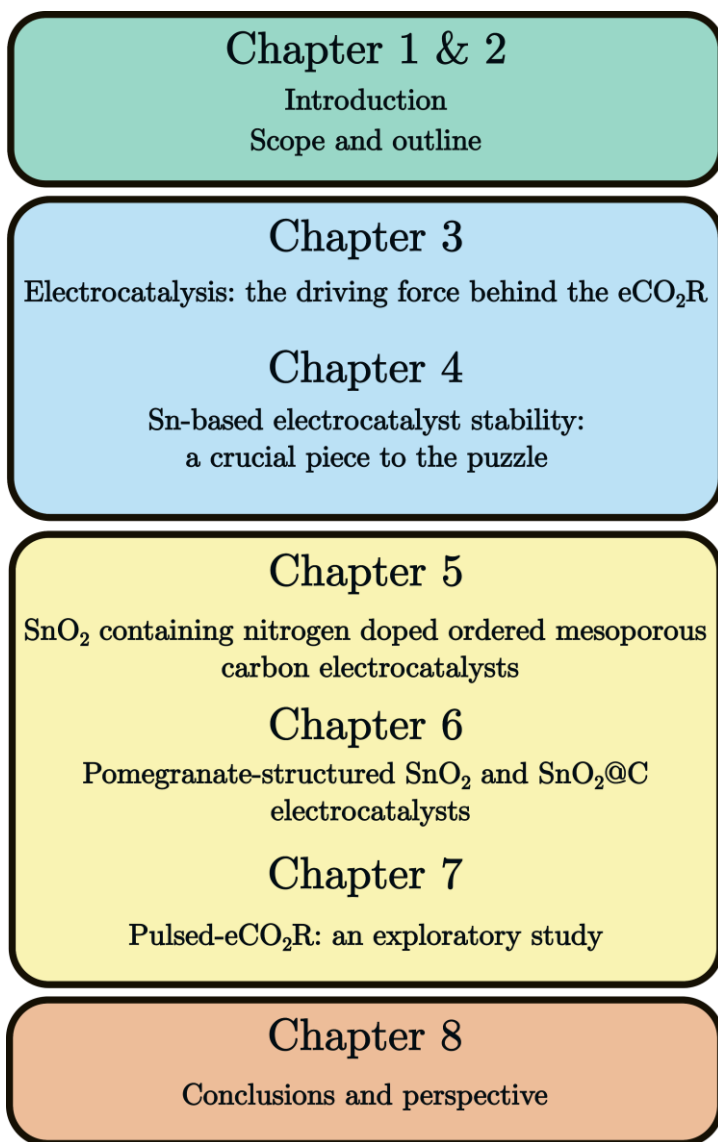 Chapter 1 & 2
Introduction
Scope and outline
Chapter 3
Electrocatalysis: the driving force behind the eCO₂R
Chapter 4
Sn-based electrocatalyst stability:
a crucial piece to the puzzle
Chapter 5
SnO₂ containing nitrogen doped ordered mesoporous
carbon electrocatalysts
Chapter 6
Pomegranate-structured SnO₂ and SnO₂@C
electrocatalysts
Chapter 7
Pulsed-eCO₂R: an exploratory study
Chapter 8
Conclusions and perspective